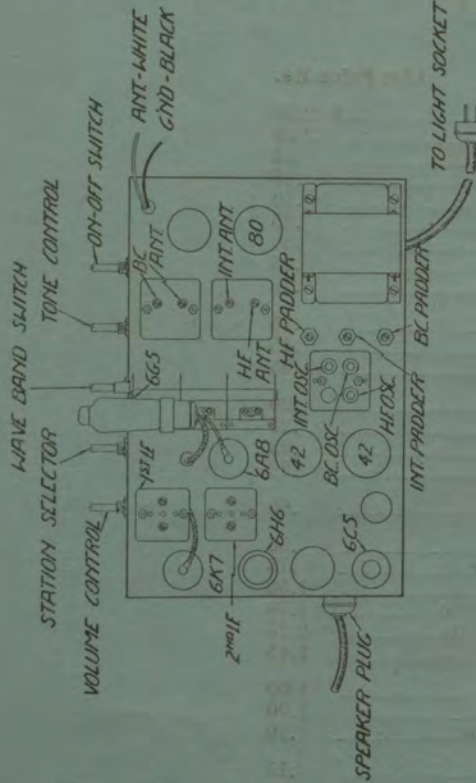 WAVE BAND SWITCH
STATION SELECTOR
TONE CONTROL
VOLUME CONTROL
ON-OFF SWITCH
ANT-WHITE
GND-BLACK
6G5
BC
ANT
1ST IF
INT. ANT
HF
ANT
80
6K7
2ND IF
6A8
6H6
42
42
6C5
INT. OSC
BC. OSC
HF OSC
HF PADDER
INT. PADDER
BC. PADDER
SPEAKER PLUG
TO LIGHT SOCKET